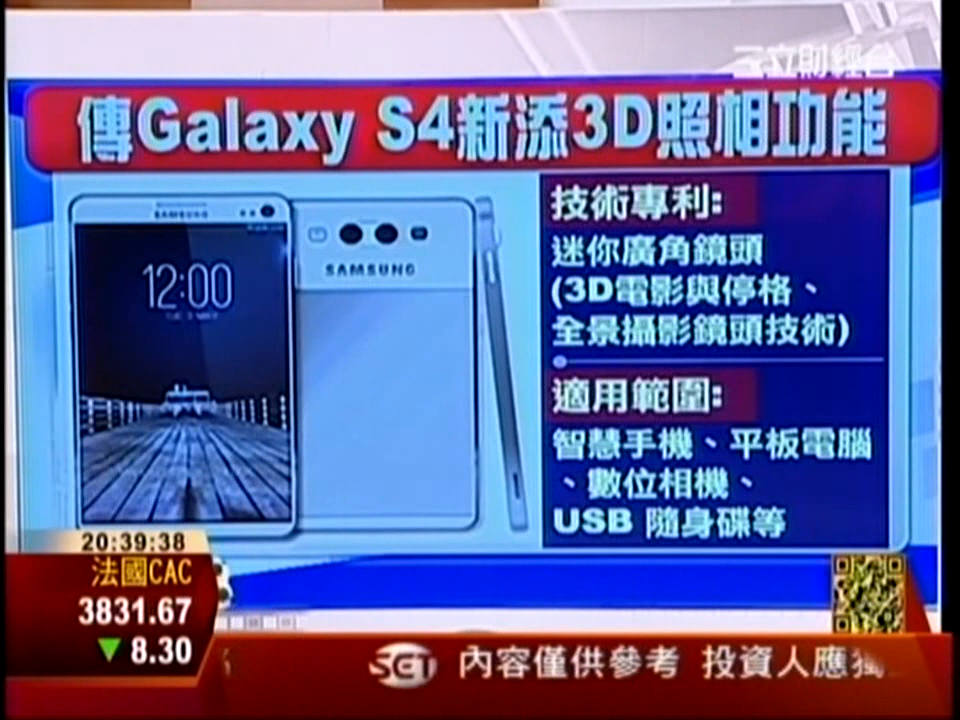 三立財經台
傳Galaxy S4新添3D照相功能
SAMSUNG
12:00
SAMSUNG
技術專利:
迷你廣角鏡頭
(3D電影與停格、
全景攝影鏡頭技術)
適用範圍:
智慧手機、平板電腦
、數位相機、
USB 隨身碟等
20:39:38
法國CAC
3831.67
▼8.30
SET 內容僅供參考 投資人應獨